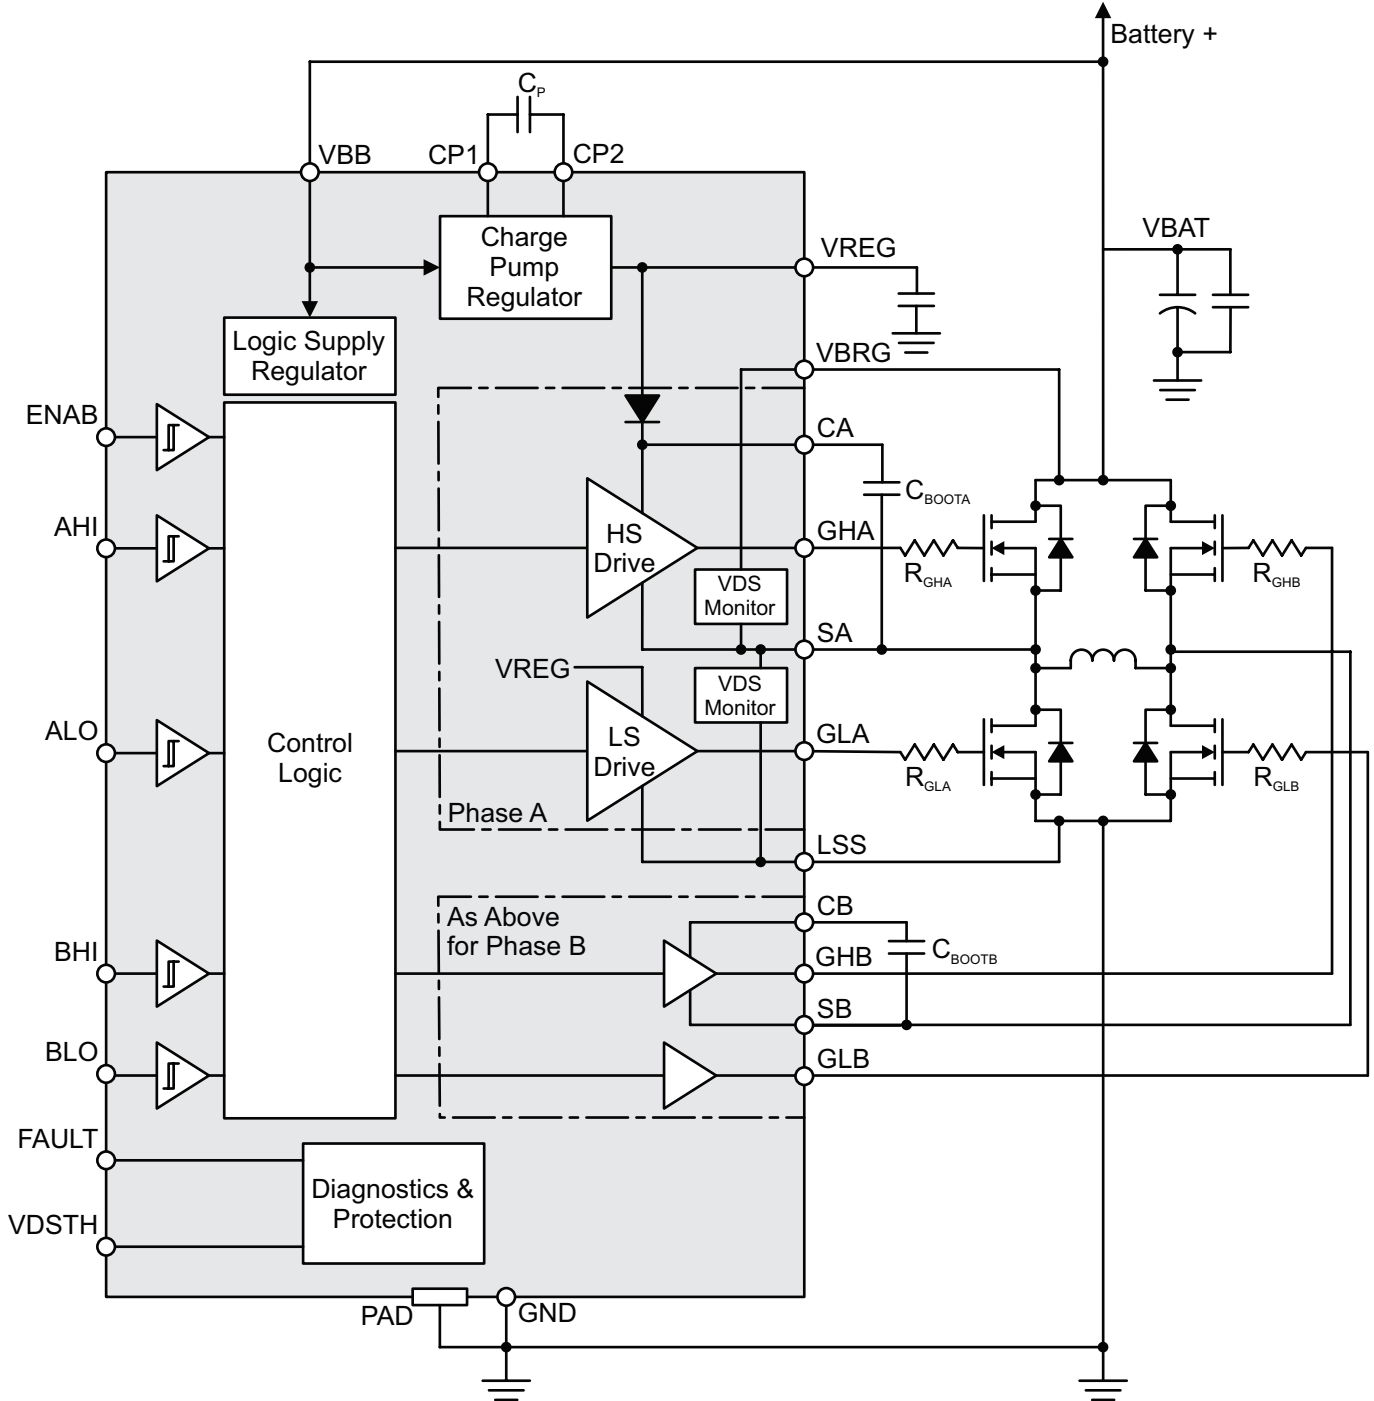 Battery +
CP
VBB
CP1
CP2
Charge
Pump
Regulator
VREG
VBAT
Logic Supply
Regulator
VBRG
ENAB
CA
CBOOTA
AHI
HS
Drive
GHA
RGHA
RGHB
VDS
Monitor
SA
VREG
VDS
Monitor
ALO
Control
Logic
LS
Drive
GLA
RGLA
RGLB
Phase A
LSS
As Above
for Phase B
CB
CBOOTB
BHI
GHB
SB
BLO
GLB
FAULT
Diagnostics &
Protection
VDSTH
PAD
GND